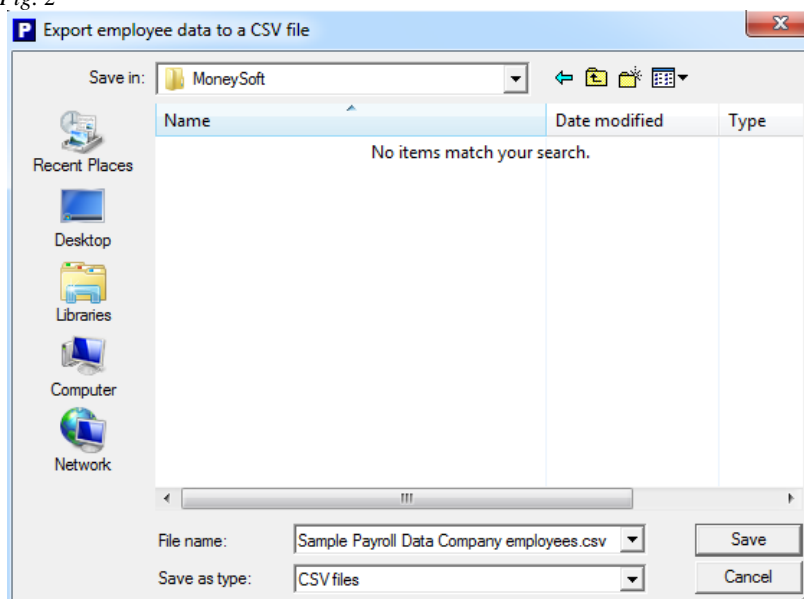 Fig. 2
P Export employee data to a CSV file
Save in: MoneySoft
Name Date modified Type
No items match your search.
Recent Places
Desktop
Libraries
Computer
Network
File name: Sample Payroll Data Company employees.csv Save
Save as type: CSV files Cancel